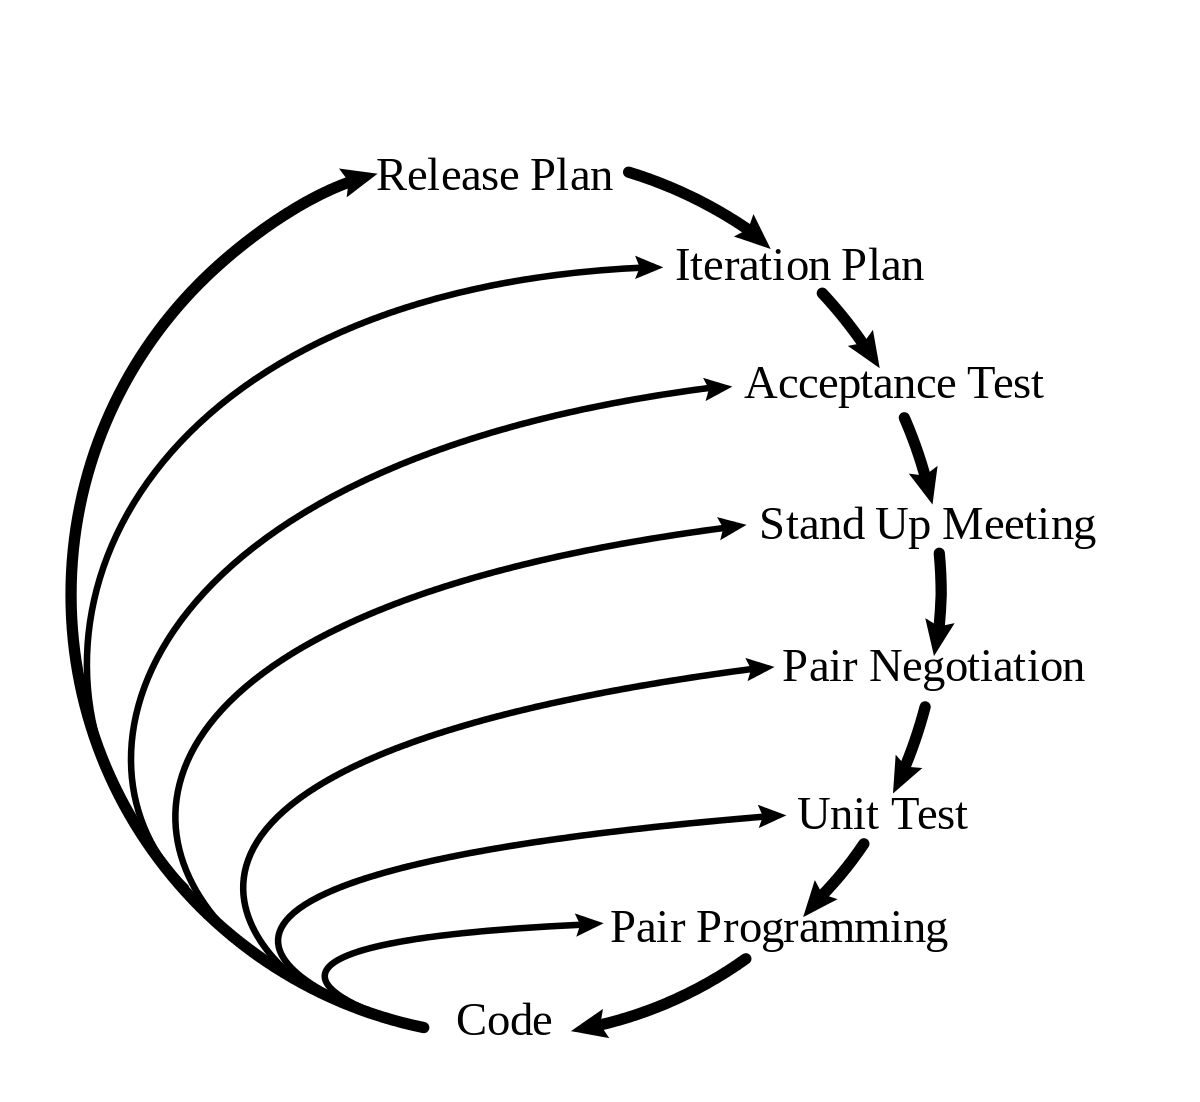 Release Plan
Iteration Plan
Acceptance Test
Stand Up Meeting
Pair Negotiation
Unit Test
Pair Programming
Code